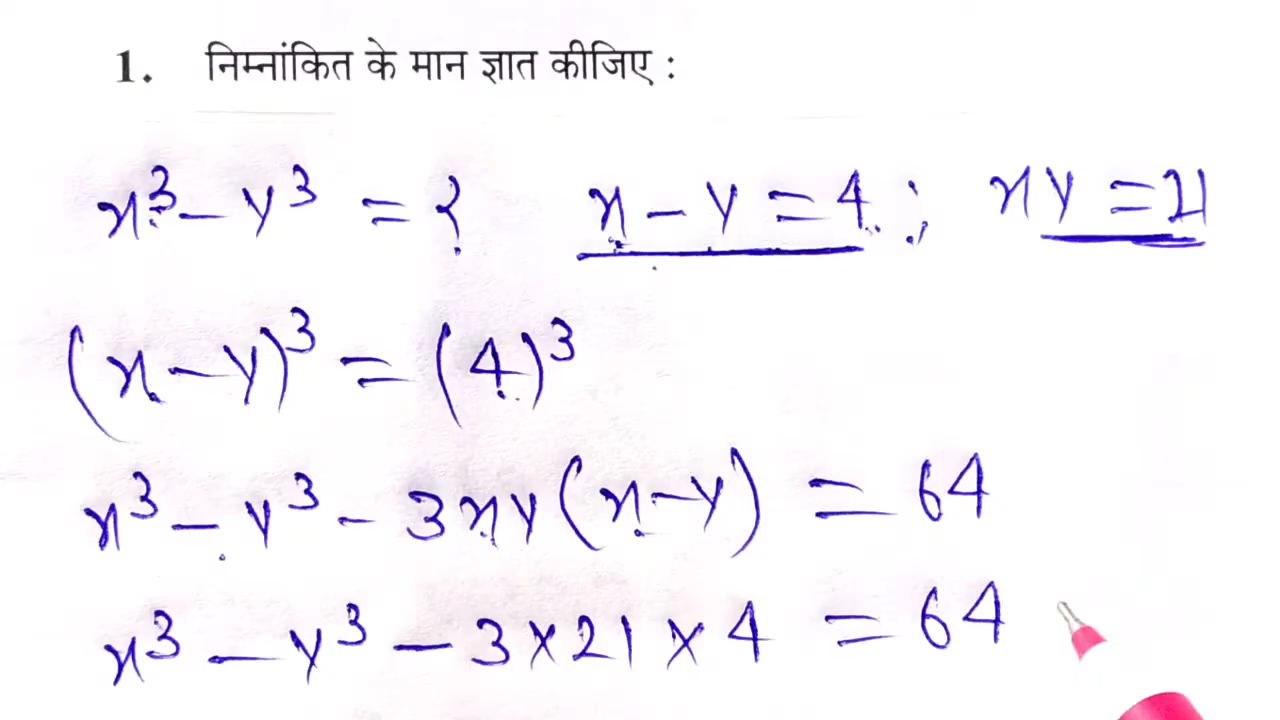 1. निम्नांकित के मान ज्ञात कीजिए :
x³ - y³ = ? x - y = 4 ; xy = 21
(x - y)³ = (4)³
x³ - y³ - 3xy(x - y) = 64
x³ - y³ - 3×21×4 = 64